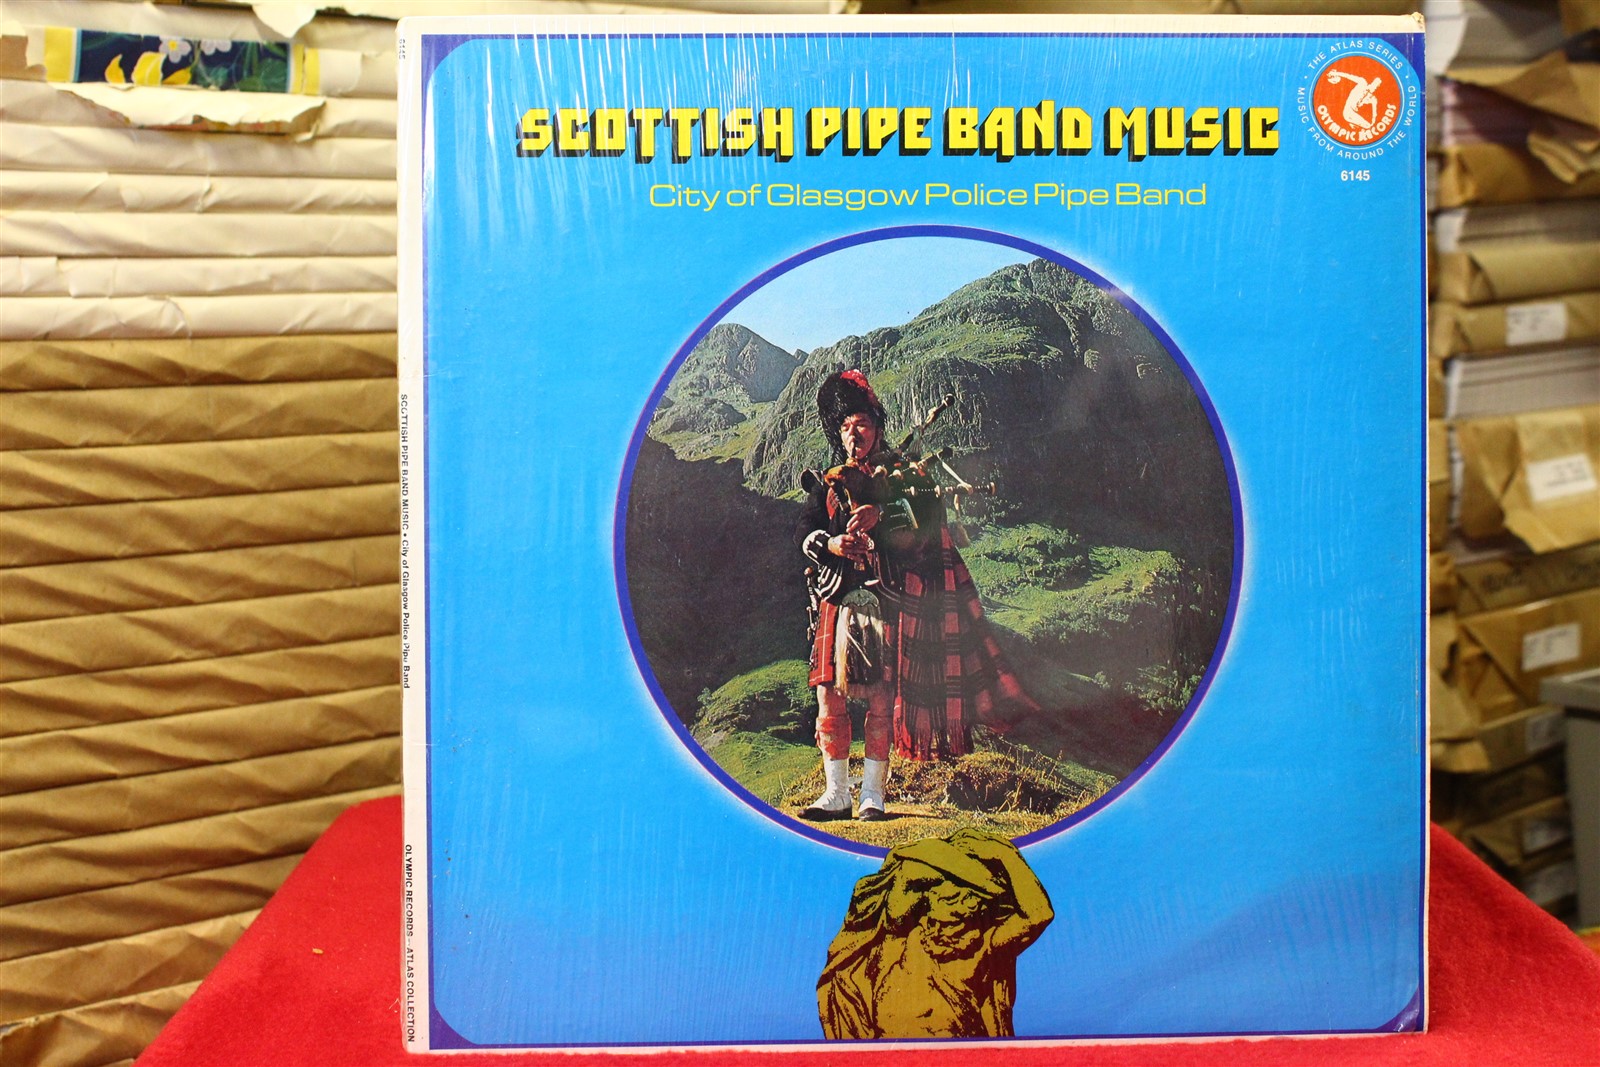 SCOTTISH PIPE BAND MUSIC
City of Glasgow Police Pipe Band
• THE ATLAS SERIES •
MUSIC FROM AROUND THE WORLD
OLYMPIC RECORDS
6145
6145
SCOTTISH PIPE BAND MUSIC • City of Glasgow Police Pipe Band
OLYMPIC RECORDS – ATLAS COLLECTION